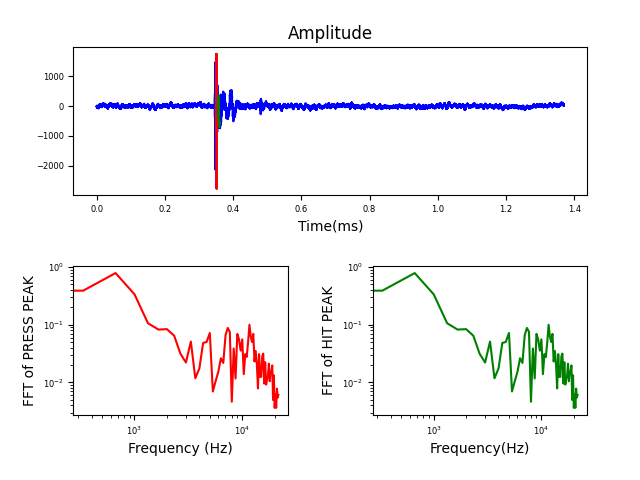 Amplitude
1000
0
−1000
−2000
0.0 0.2 0.4 0.6 0.8 1.0 1.2 1.4
Time(ms)
FFT of PRESS PEAK
10⁰
10⁻¹
10⁻²
10³ 10⁴
Frequency (Hz)
FFT of HIT PEAK
10⁰
10⁻¹
10⁻²
10³ 10⁴
Frequency(Hz)